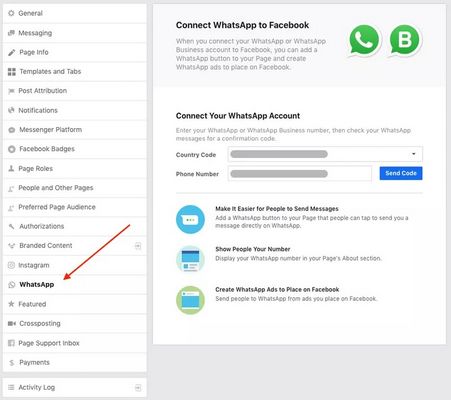 General
Messaging
Page Info
Templates and Tabs
Post Attribution
Notifications
Messenger Platform
Facebook Badges
Page Roles
People and Other Pages
Preferred Page Audience
Authorizations
Branded Content
Instagram
WhatsApp
Featured
Crossposting
Page Support Inbox
Payments
Activity Log
Connect WhatsApp to Facebook
When you connect your WhatsApp or WhatsApp
Business account to Facebook, you can add a
WhatsApp button to your Page and create
WhatsApp ads to place on Facebook.
B
Connect Your WhatsApp Account
Enter your WhatsApp or WhatsApp Business number, then check your WhatsApp
messages for a confirmation code.
Country Code
Phone Number
Send Code
Make It Easier for People to Send Messages
Add a WhatsApp button to your Page that people can tap to send you a
message directly on WhatsApp.
Show People Your Number
Display your WhatsApp number in your Page's About section.
Create WhatsApp Ads to Place on Facebook
Send people to WhatsApp from ads you place on Facebook.